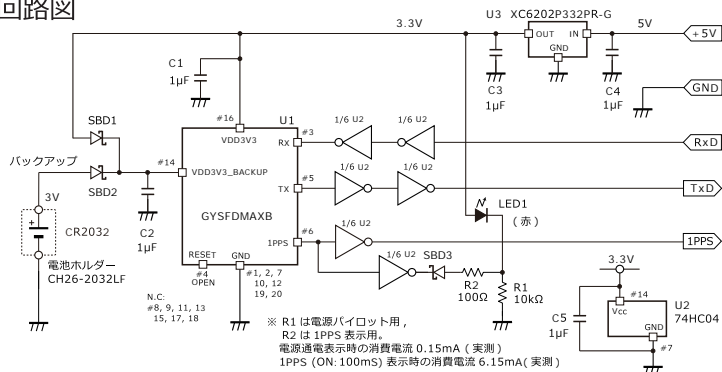 回路図
3.3V
U3 XC6202P332PR-G
5V
OUT IN
GND
+5V
C1
1μF
C3
1μF
C4
1μF
GND
#16
U1
VDD3V3
SBD1
#3
1/6 U2
1/6 U2
RX
RxD
バックアップ
#14
VDD3V3_BACKUP
SBD2
#5
1/6 U2
1/6 U2
TX
TxD
3V
GYSFDMAXB
LED1
(赤)
+
CR2032
C2
1μF
#6
1/6 U2
1PPS
1PPS
電池ホルダー
CH26-2032LF
RESET
GND
#4
OPEN
#1, 2, 7
10, 12
19, 20
1/6 U2
SBD3
R2
100Ω
R1
10kΩ
3.3V
#14
Vcc
U2
74HC04
C5
1μF
GND
#7
N.C:
#8, 9, 11, 13
15, 17, 18
※ R1 は電源パイロット用 ,
R2 は 1PPS 表示用。
電源通電表示時の消費電流 0.15mA ( 実測 )
1PPS (ON: 100mS) 表示時の消費電流 6.15mA( 実測 )